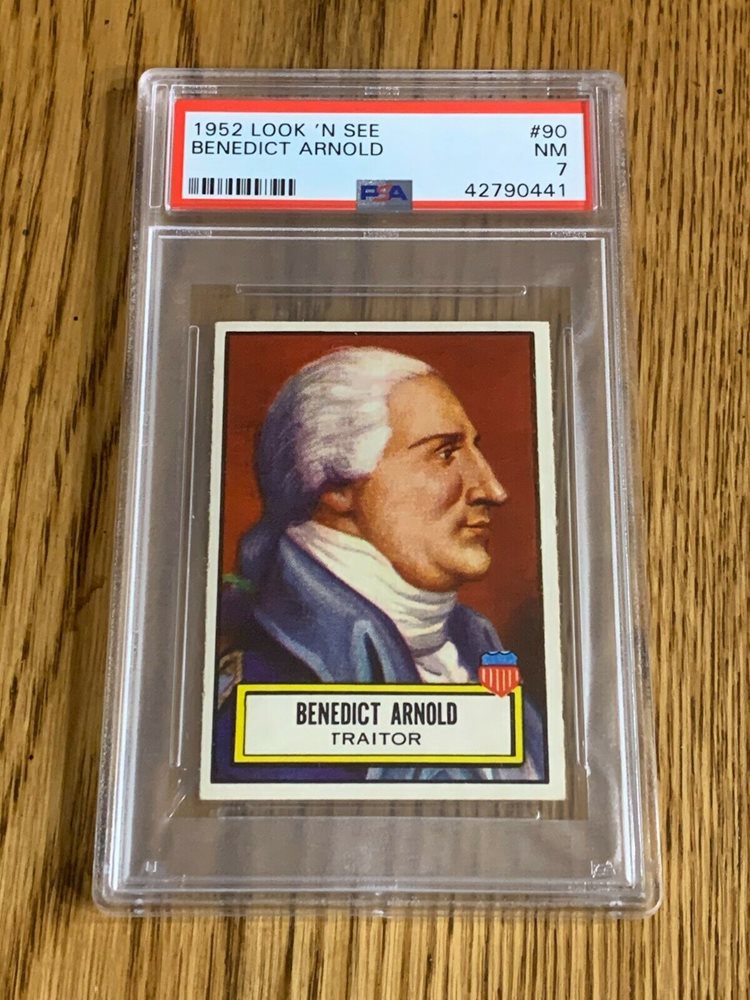 1952 LOOK 'N SEE #90
BENEDICT ARNOLD NM
7
PSA 42790441
BENEDICT ARNOLD
TRAITOR